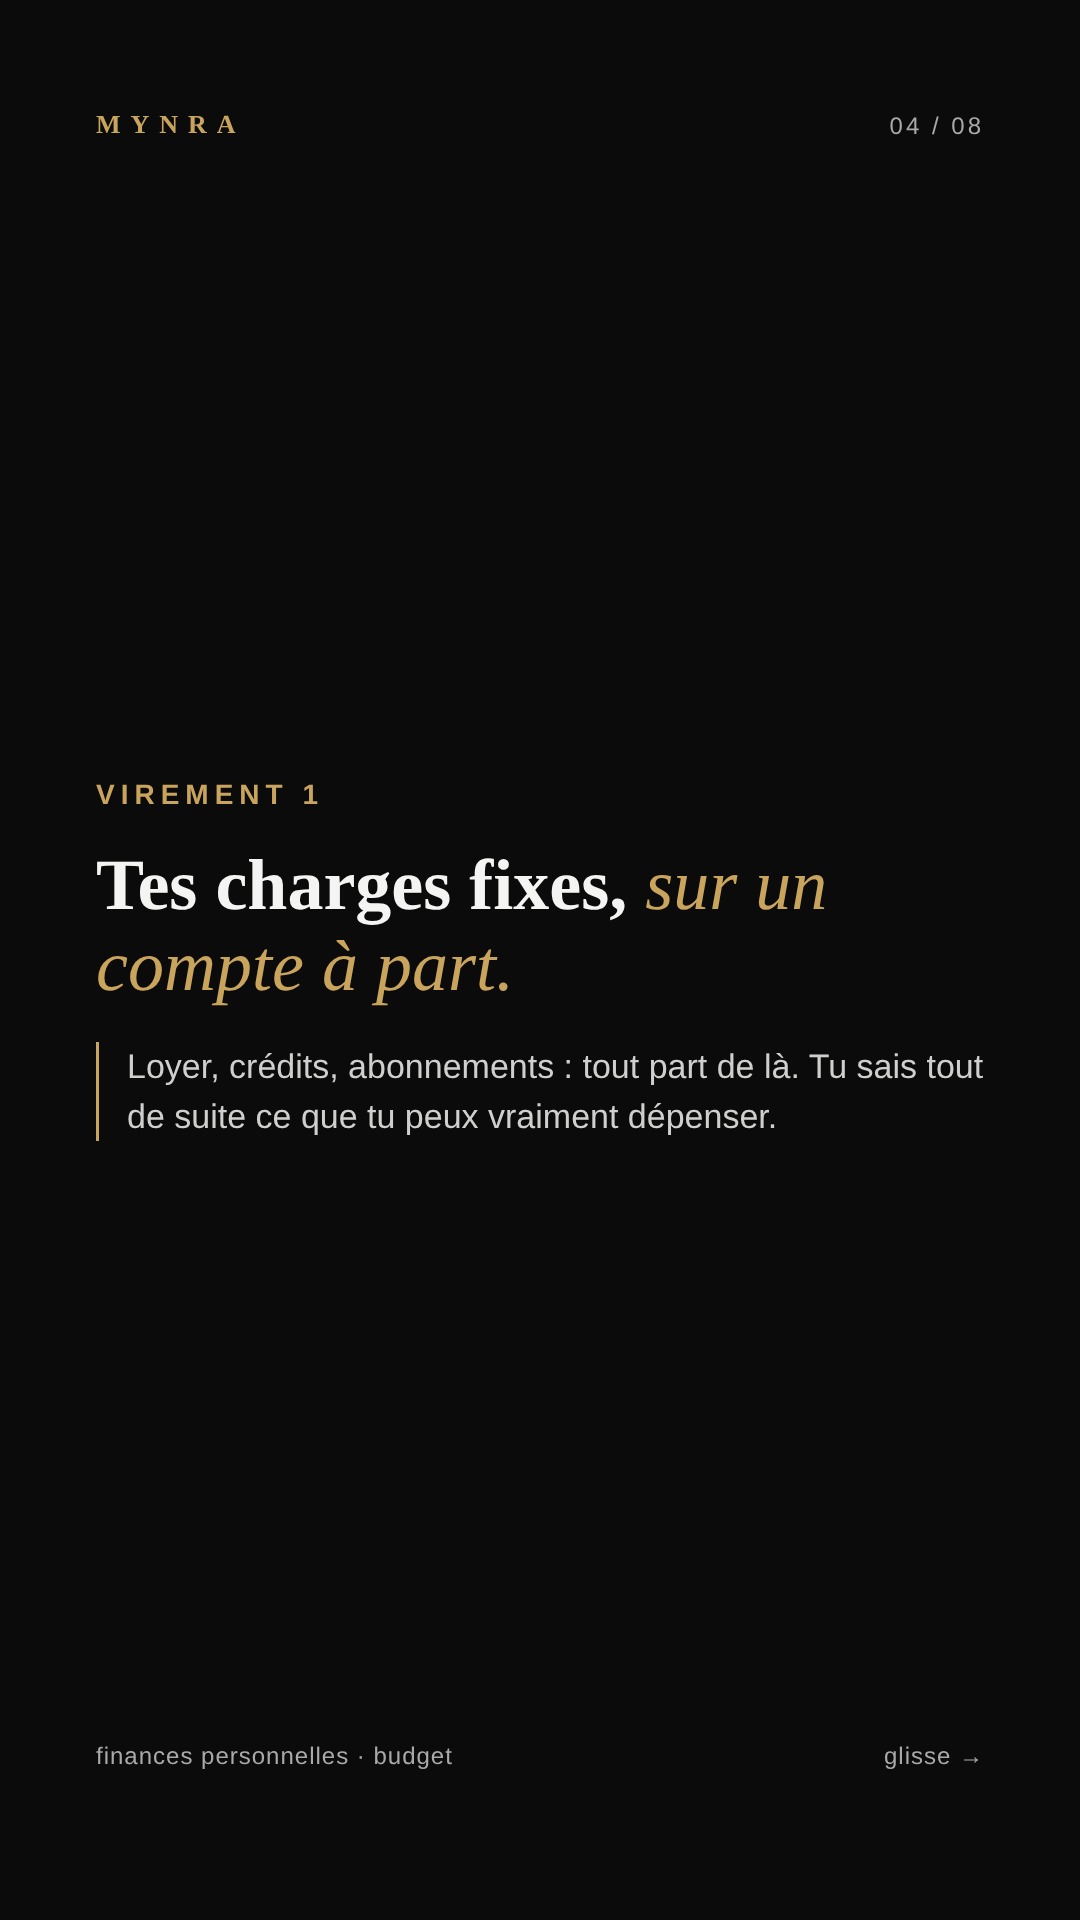 MYNRA
04 / 08
VIREMENT 1
Tes charges fixes, sur un
compte à part.
Loyer, crédits, abonnements : tout part de là. Tu sais tout
de suite ce que tu peux vraiment dépenser.
finances personnelles · budget
glisse →